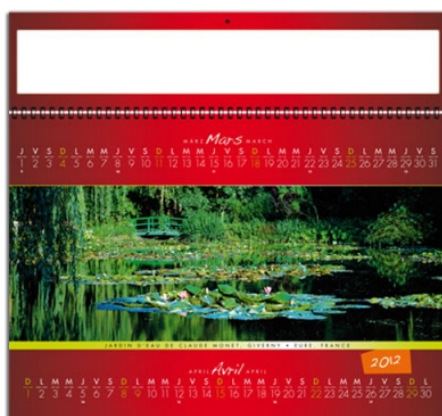 MÄRZ Mars MARCH
J V S D L M M J V S D L M M J V S D L M M J V S D L M M J V S
1 2 3 4 5 6 7 8 9 10 11 12 13 14 15 16 17 18 19 20 21 22 23 24 25 26 27 28 29 30 31
JARDIN D'EAU DE CLAUDE MONET, GIVERNY • EURE, FRANCE
2012
APRIL Avril APRIL
D L M M J V S D L M M J V S D L M M J V S D L M M J V S D L
1 2 3 4 5 6 7 8 9 10 11 12 13 14 15 16 17 18 19 20 21 22 23 24 25 26 27 28 29 30